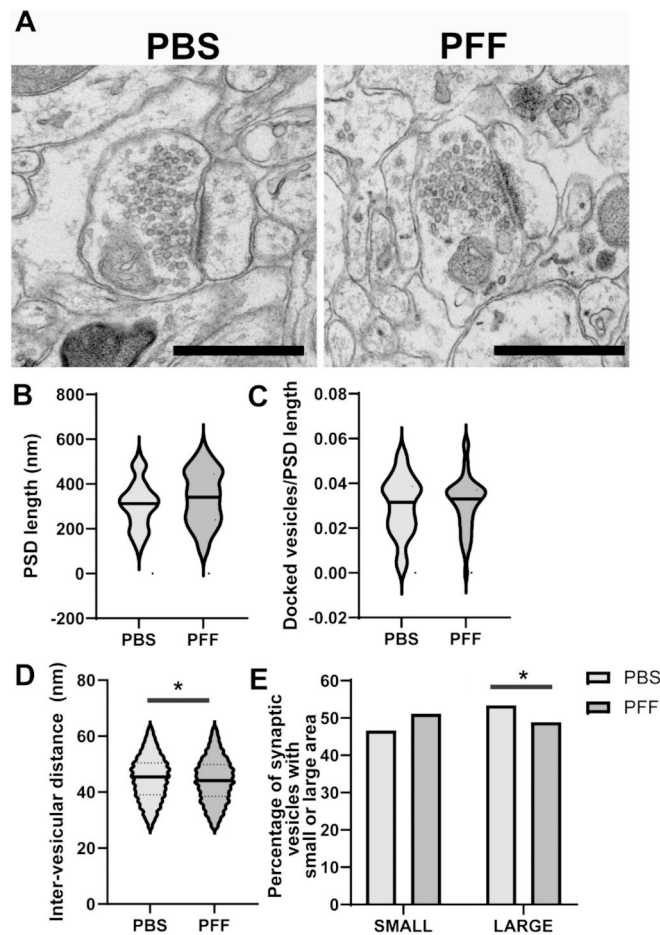 A
PBS
PFF
B
PSD length (nm)
800
600
400
200
0
-200
PBS
PFF
C
Docked vesicles/PSD length
0.08
0.06
0.04
0.02
0.00
-0.02
PBS
PFF
D
Inter-vesicular distance (nm)
80
60
40
20
0
*
PBS
PFF
E
Percentage of synaptic
vesicles with
small or large area
60
50
40
30
20
10
0
*
SMALL
LARGE
PBS
PFF